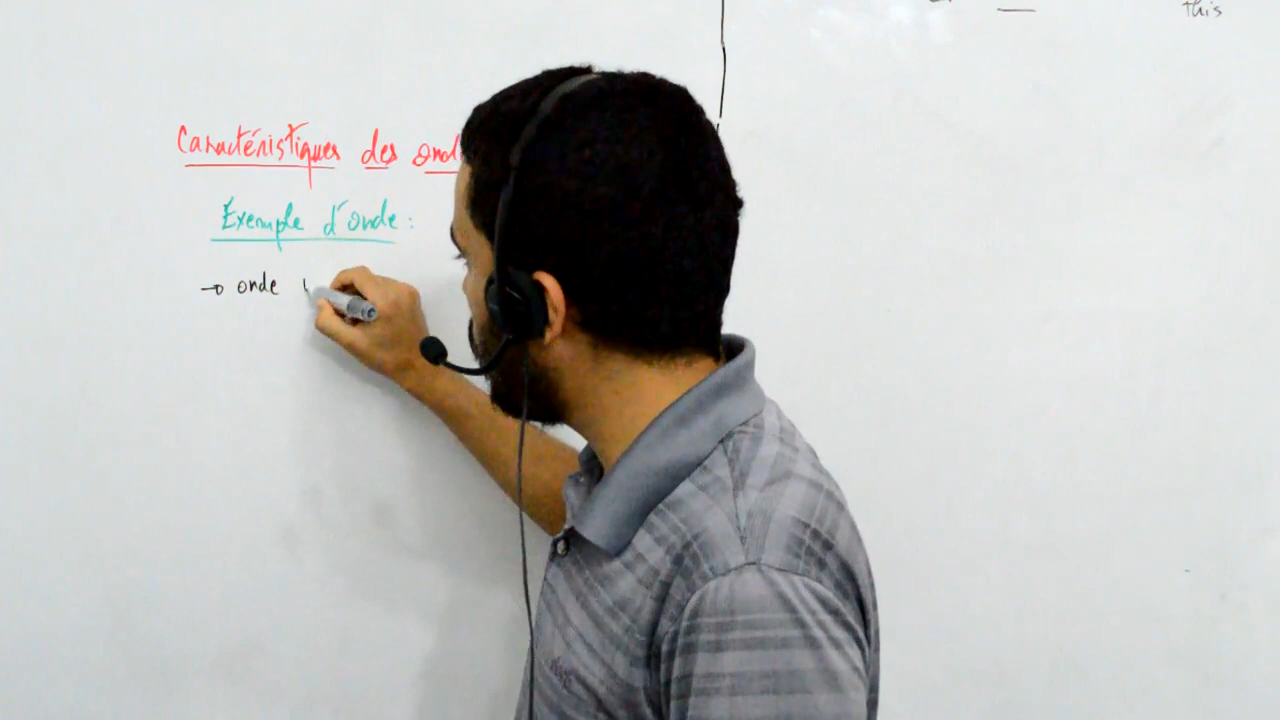 this
Caractéristiques des ond
Exemple d'onde :
→ onde